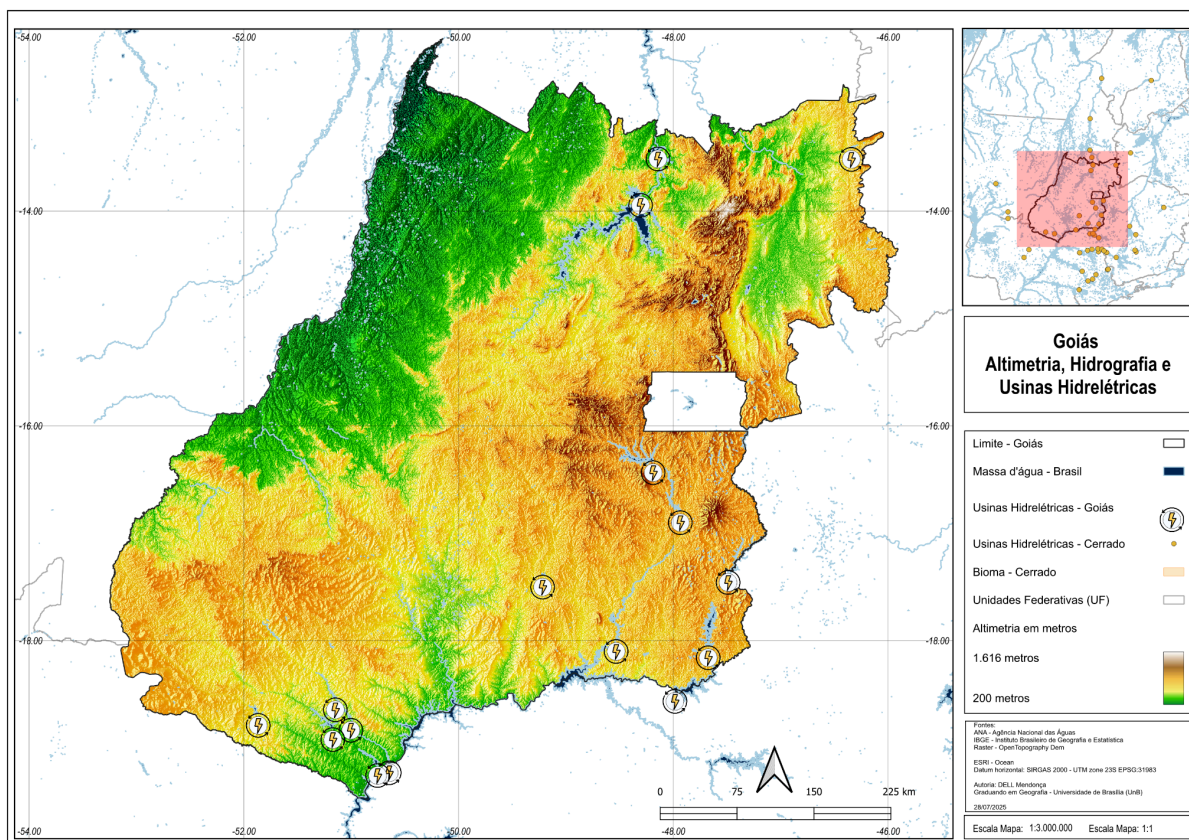 -54.00
-52.00
-50.00
-48.00
-46.00
-14.00
-14.00
-16.00
-16.00
-18.00
-18.00
-54.00
-52.00
-50.00
-48.00
-46.00
0 75 150 225 km
Goiás
Altimetria, Hidrografia e
Usinas Hidrelétricas
Limite - Goiás
Massa d'água - Brasil
Usinas Hidrelétricas - Goiás
Usinas Hidrelétricas - Cerrado
Bioma - Cerrado
Unidades Federativas (UF)
Altimetria em metros
1.616 metros
200 metros
Fontes:
ANA - Agência Nacional das Águas
IBGE - Instituto Brasileiro de Geografia e Estatística
Raster - OpenTopography Dem
ESRI - Ocean
Datum horizontal: SIRGAS 2000 - UTM zone 23S EPSG:31983
Autoria: DELL Mendonça
Graduando em Geografia - Universidade de Brasília (UnB)
28/07/2025
Escala Mapa: 1:3.000.000 Escala Mapa: 1:1